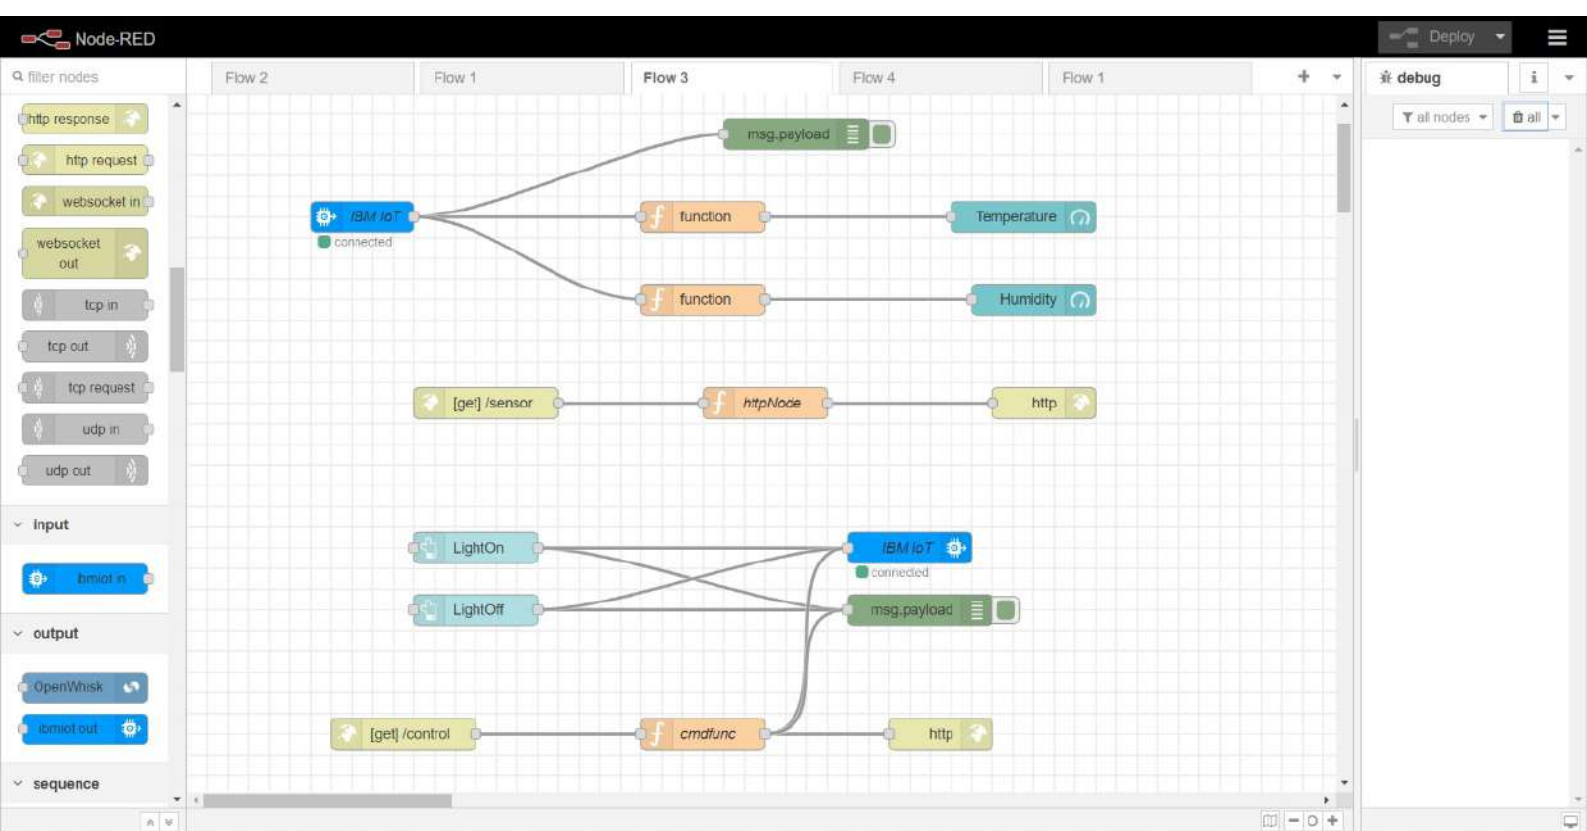 Node-RED
Deploy
filter nodes
Flow 2
Flow 1
Flow 3
Flow 4
Flow 1
debug
i
all nodes
all
http response
http request
websocket in
websocket
out
tcp in
tcp out
tcp request
udp in
udp out
input
ibmiot in
output
OpenWhisk
ibmiot out
sequence
msg.payload
IBM IoT
connected
function
Temperature
function
Humidity
[get] /sensor
httpNode
http
LightOn
IBM IoT
connected
LightOff
msg.payload
[get] /control
cmdfunc
http